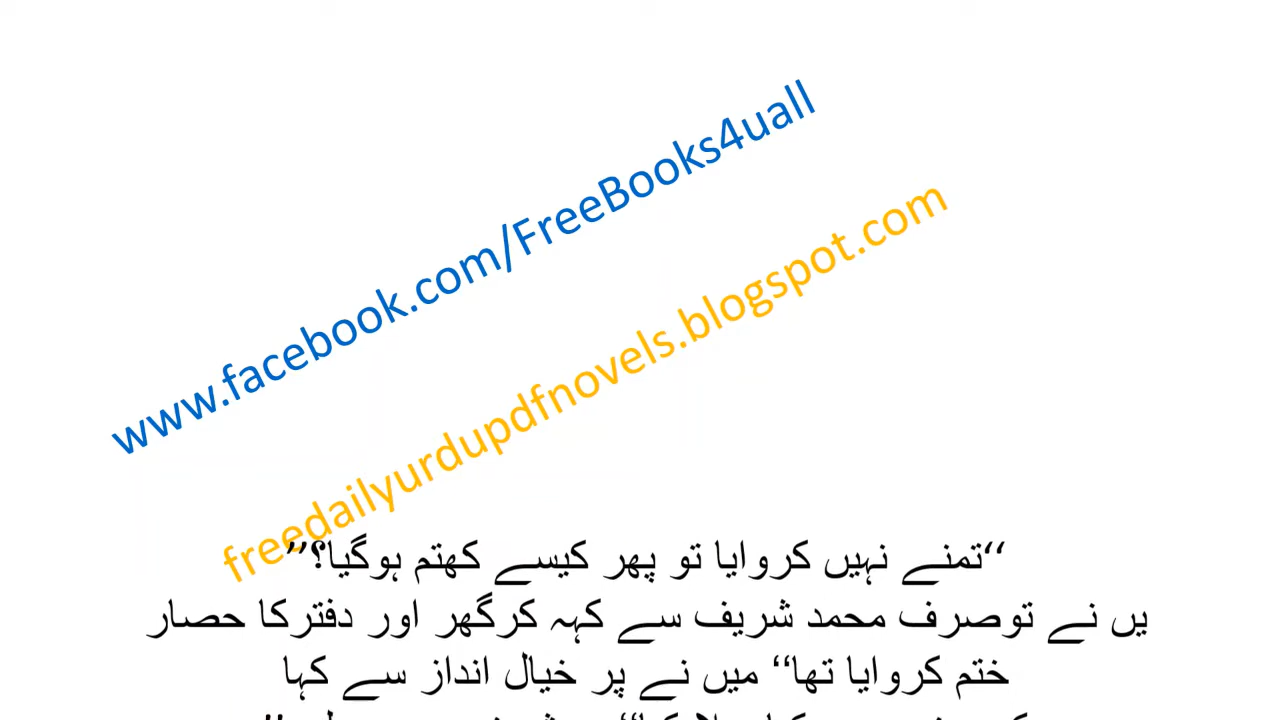 www.facebook.com/FreeBooks4uall
freedailyurdupdfnovels.blogspot.com
‘‘تمنے نہیں کروایا تو پھر کیسے کھتم ہوگیا؟’’
یں نے توصرف محمد شریف سے کہہ کرگھر اور دفترکا حصار
ختم کروایا تھا‘‘ میں نے پر خیال انداز سے کہا